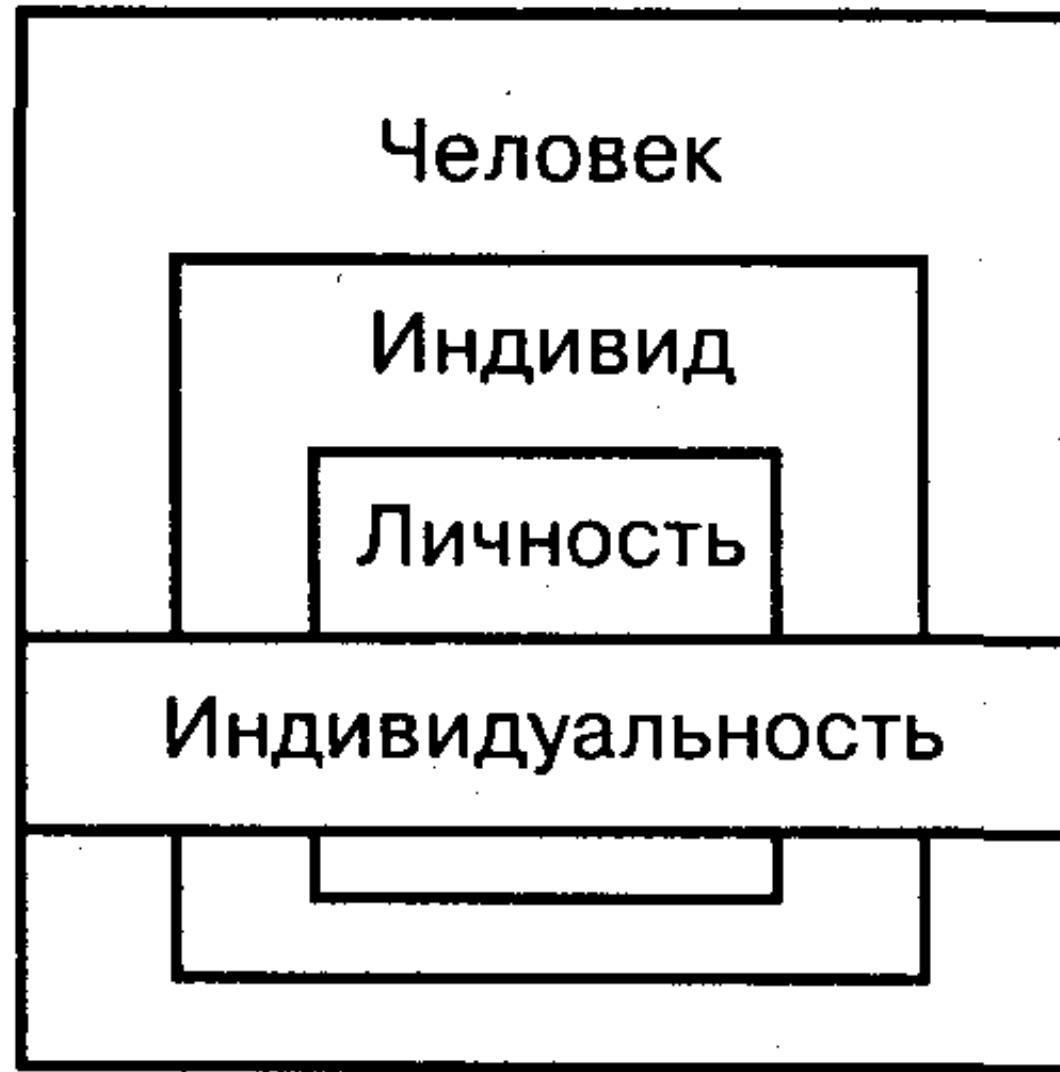 Человек
Индивид
Личность
Индивидуальность